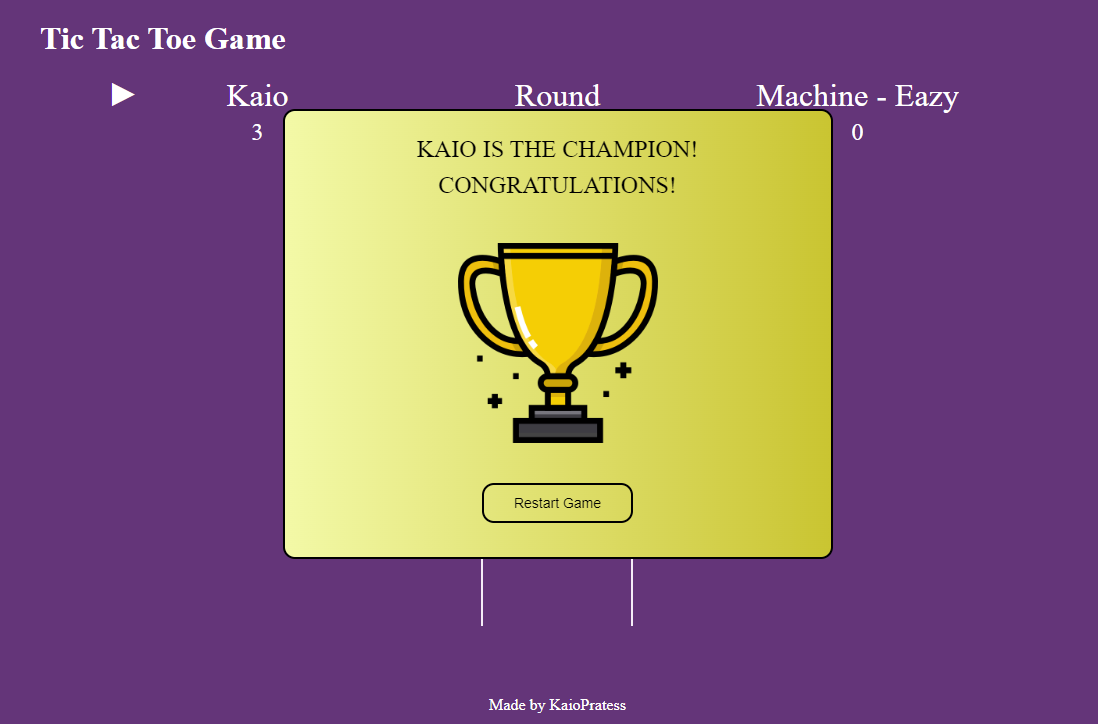 Tic Tac Toe Game
Kaio Round Machine - Eazy
3 0
KAIO IS THE CHAMPION!
CONGRATULATIONS!
Restart Game
Made by KaioPratess